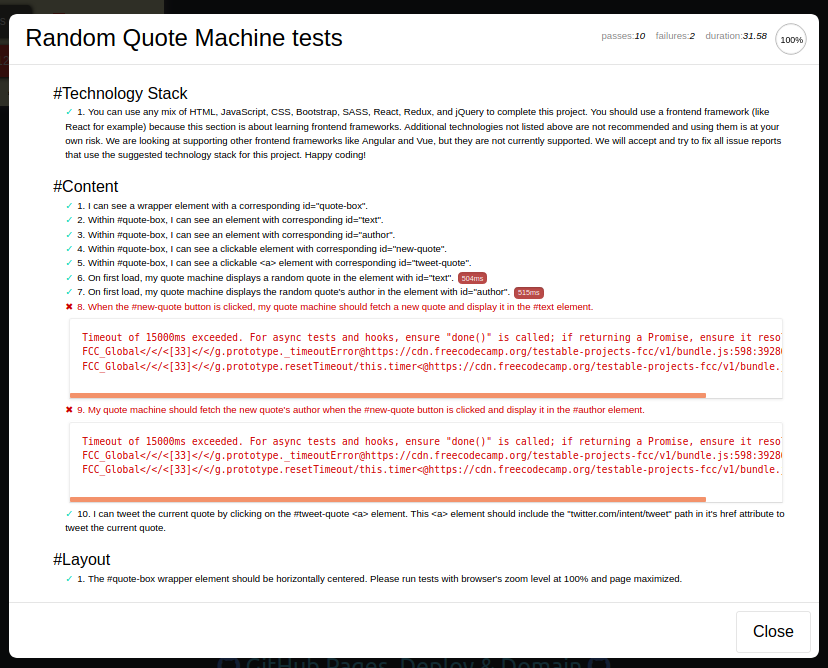 Random Quote Machine tests
passes:10 failures:2 duration:31.58 100%
#Technology Stack
✓ 1. You can use any mix of HTML, JavaScript, CSS, Bootstrap, SASS, React, Redux, and jQuery to complete this project. You should use a frontend framework (like
React for example) because this section is about learning frontend frameworks. Additional technologies not listed above are not recommended and using them is at your
own risk. We are looking at supporting other frontend frameworks like Angular and Vue, but they are not currently supported. We will accept and try to fix all issue reports
that use the suggested technology stack for this project. Happy coding!
#Content
✓ 1. I can see a wrapper element with a corresponding id="quote-box".
✓ 2. Within #quote-box, I can see an element with corresponding id="text".
✓ 3. Within #quote-box, I can see an element with corresponding id="author".
✓ 4. Within #quote-box, I can see a clickable element with corresponding id="new-quote".
✓ 5. Within #quote-box, I can see a clickable <a> element with corresponding id="tweet-quote".
✓ 6. On first load, my quote machine displays a random quote in the element with id="text". 504ms
✓ 7. On first load, my quote machine displays the random quote's author in the element with id="author". 515ms
✖ 8. When the #new-quote button is clicked, my quote machine should fetch a new quote and display it in the #text element.
Timeout of 15000ms exceeded. For async tests and hooks, ensure "done()" is called; if returning a Promise, ensure it reso
FCC_Global</</<[33]</</g.prototype._timeoutError@https://cdn.freecodecamp.org/testable-projects-fcc/v1/bundle.js:598:3928
FCC_Global</</<[33]</</g.prototype.resetTimeout/this.timer<@https://cdn.freecodecamp.org/testable-projects-fcc/v1/bundle.
✖ 9. My quote machine should fetch the new quote's author when the #new-quote button is clicked and display it in the #author element.
Timeout of 15000ms exceeded. For async tests and hooks, ensure "done()" is called; if returning a Promise, ensure it reso
FCC_Global</</<[33]</</g.prototype._timeoutError@https://cdn.freecodecamp.org/testable-projects-fcc/v1/bundle.js:598:3928
FCC_Global</</<[33]</</g.prototype.resetTimeout/this.timer<@https://cdn.freecodecamp.org/testable-projects-fcc/v1/bundle.
✓ 10. I can tweet the current quote by clicking on the #tweet-quote <a> element. This <a> element should include the "twitter.com/intent/tweet" path in it's href attribute to
tweet the current quote.
#Layout
✓ 1. The #quote-box wrapper element should be horizontally centered. Please run tests with browser's zoom level at 100% and page maximized.
Close
GitHub Pages, Deploy & Domain